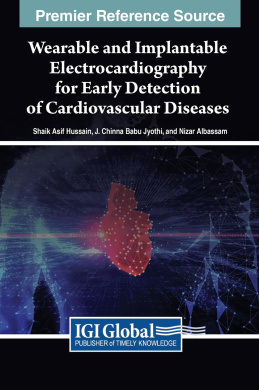 Premier Reference Source
Wearable and Implantable
Electrocardiography
for Early Detection
of Cardiovascular Diseases
Shaik Asif Hussain, J. Chinna Babu Jyothi, and Nizar Albassam
IGI Global
PUBLISHER of TIMELY KNOWLEDGE